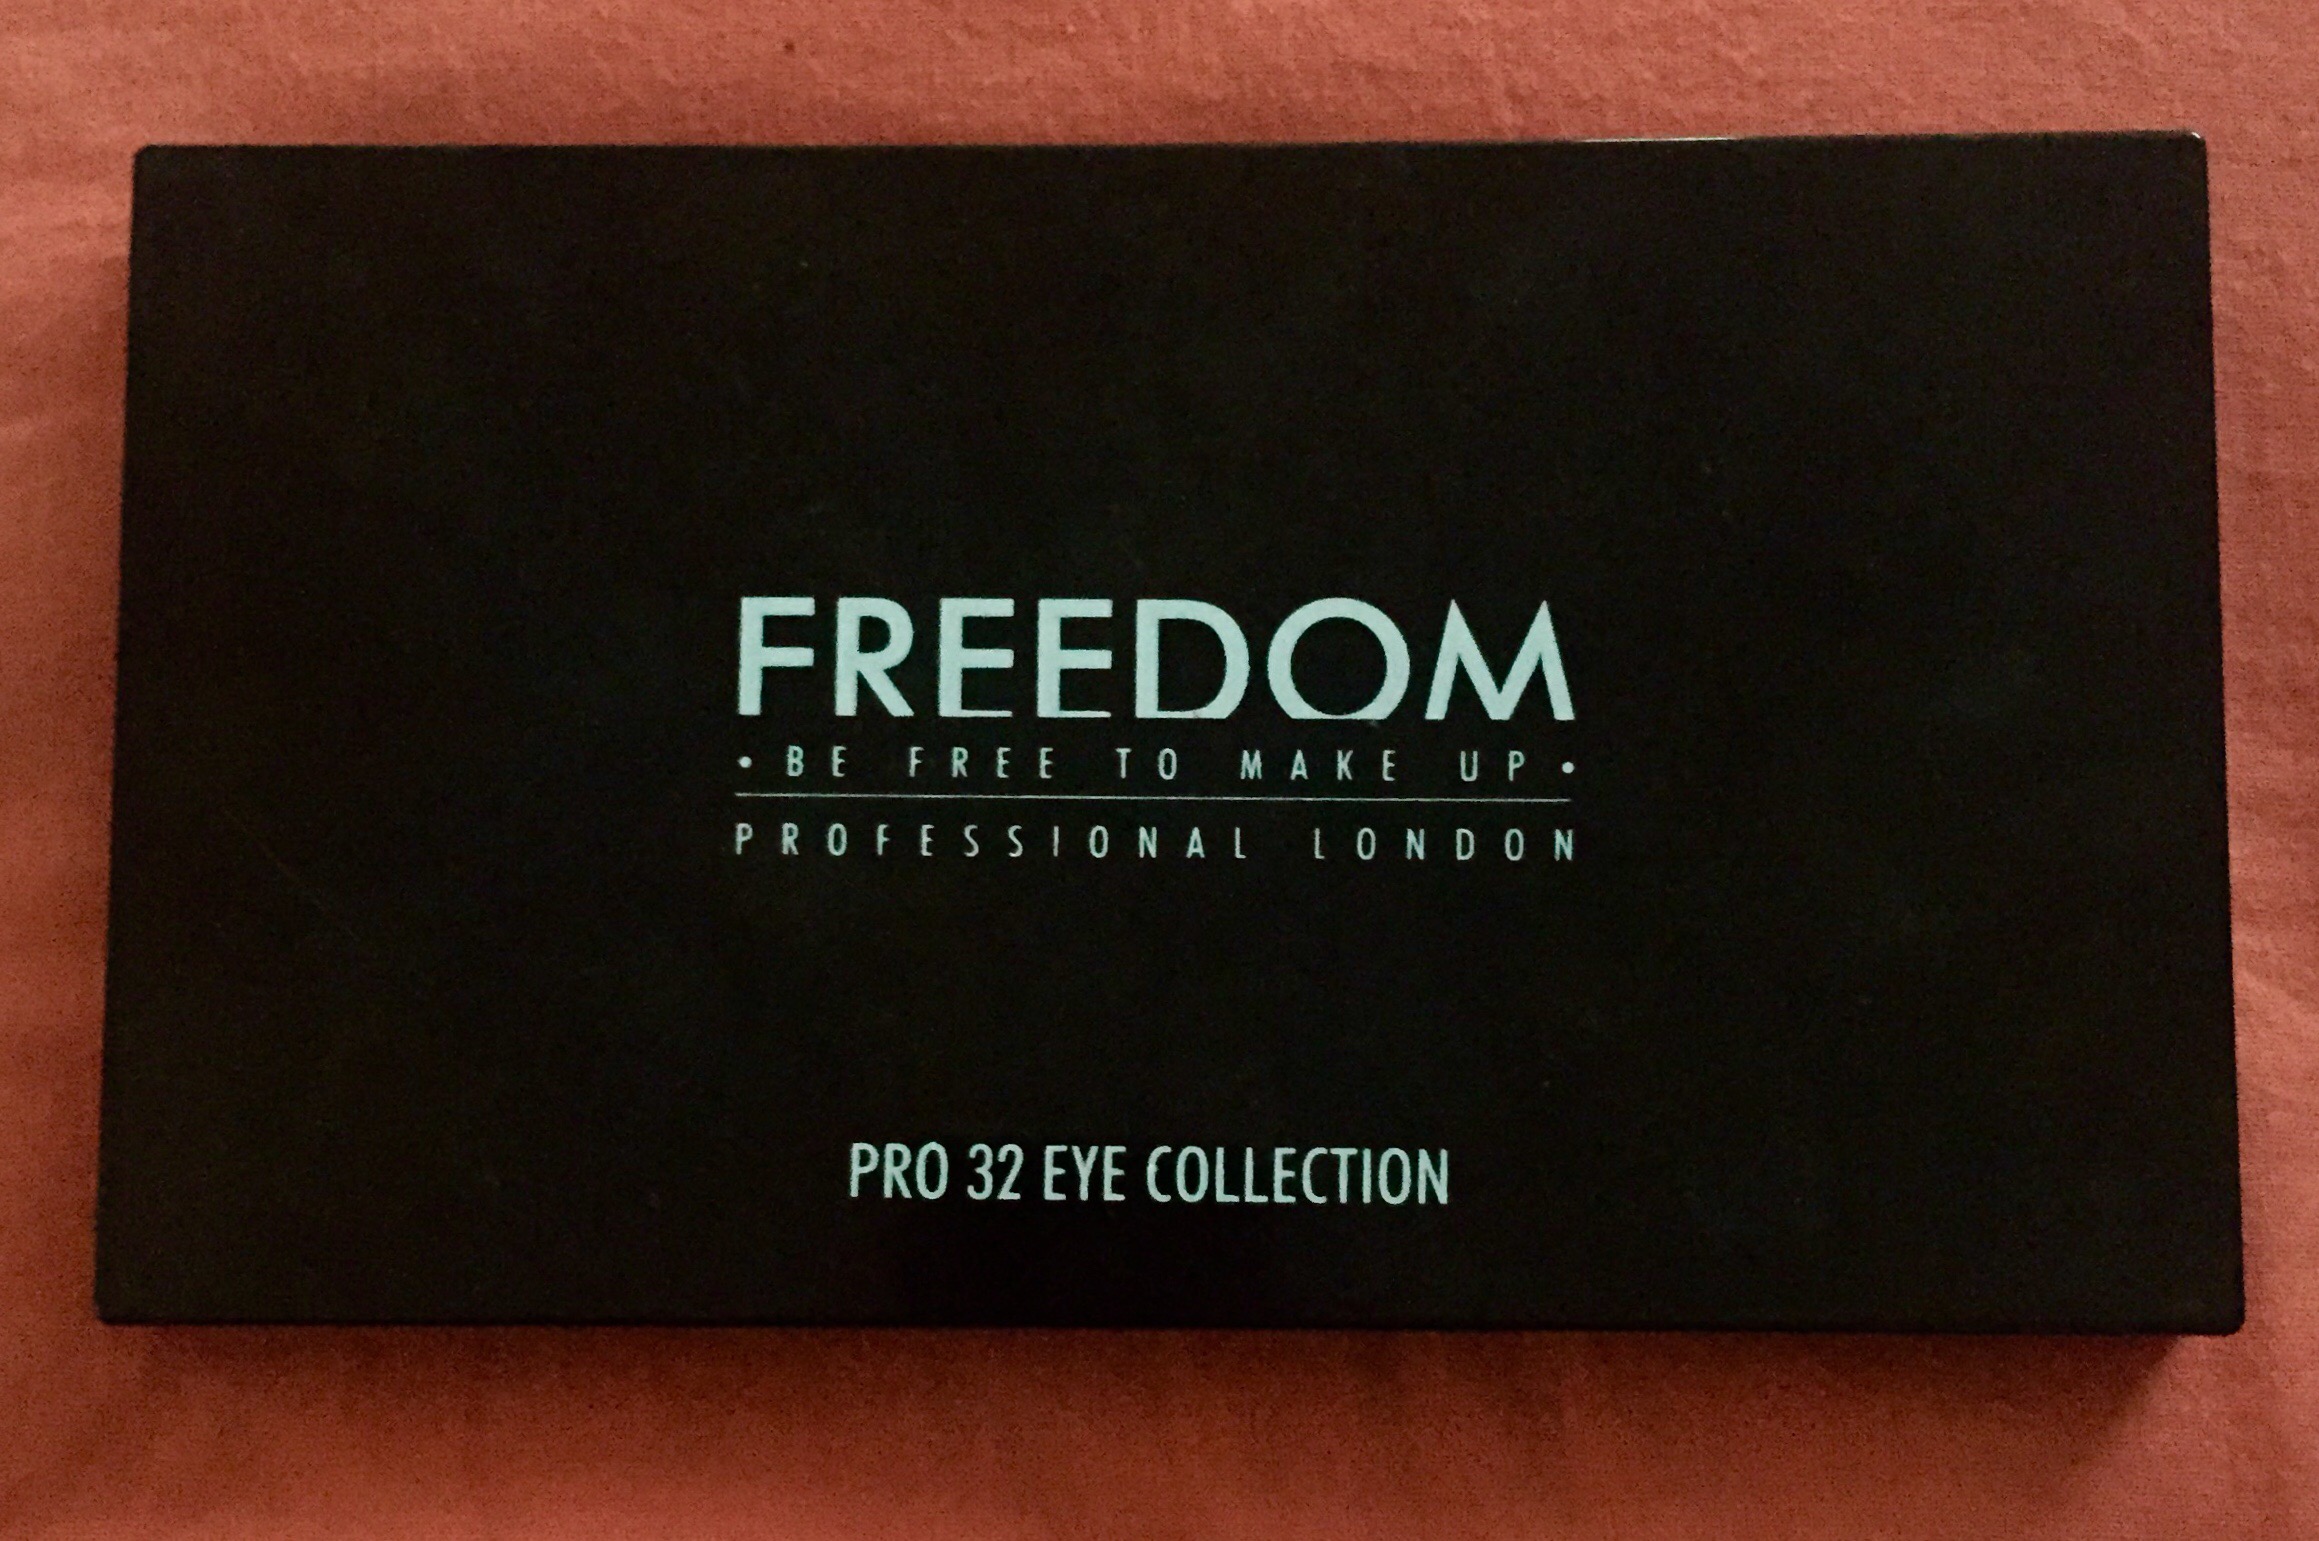 FREEDOM
• BE FREE TO MAKE UP •
PROFESSIONAL LONDON
PRO 32 EYE COLLECTION